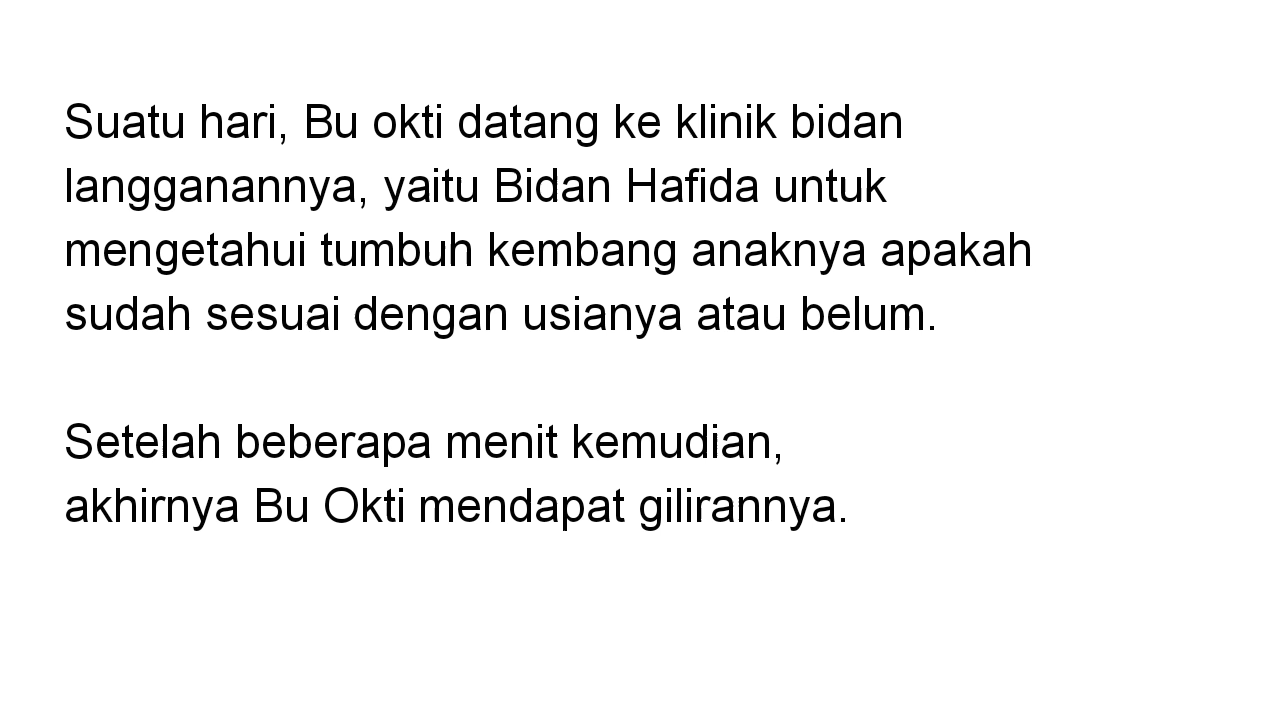 Suatu hari, Bu okti datang ke klinik bidan
langganannya, yaitu Bidan Hafida untuk
mengetahui tumbuh kembang anaknya apakah
sudah sesuai dengan usianya atau belum.
Setelah beberapa menit kemudian,
akhirnya Bu Okti mendapat gilirannya.